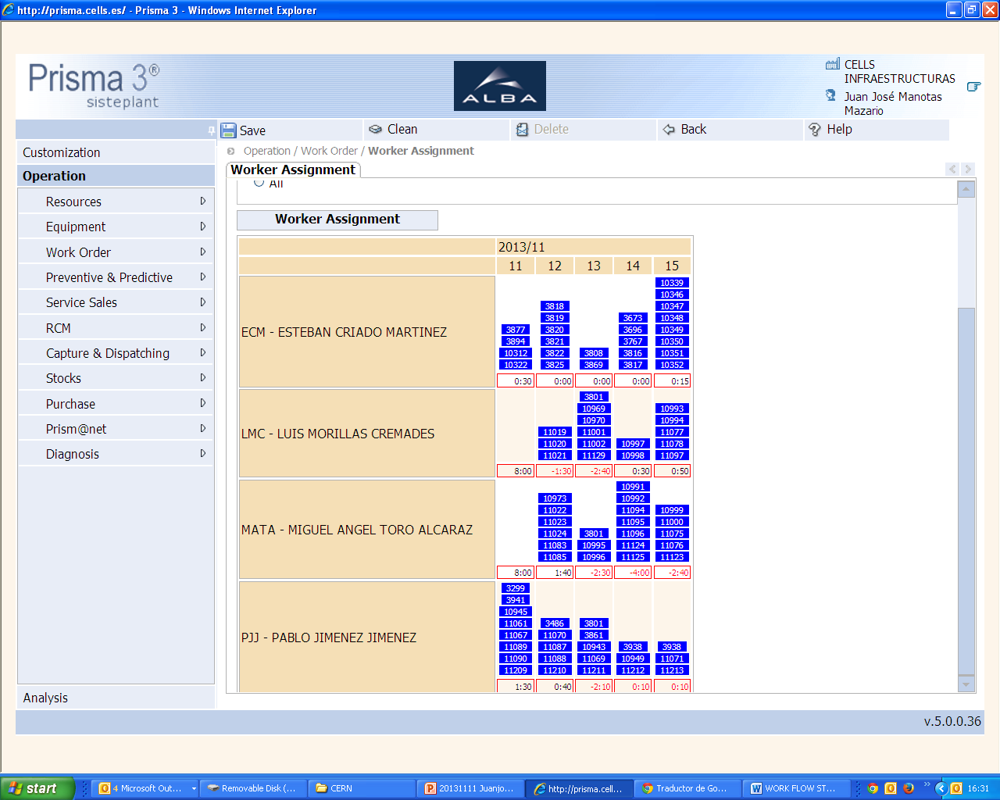 http://prisma.cells.es/ - Prisma 3 - Windows Internet Explorer
Prisma 3®
sisteplant
ALBA
CELLS
INFRAESTRUCTURAS
Juan José Manotas
Mazario
Save
Clean
Delete
Back
Help
Customization
Operation
Resources
Equipment
Work Order
Preventive & Predictive
Service Sales
RCM
Capture & Dispatching
Stocks
Purchase
Prism@net
Diagnosis
Analysis
Operation / Work Order / Worker Assignment
Worker Assignment
All
Worker Assignment
2013/11
11 12 13 14 15
ECM - ESTEBAN CRIADO MARTINEZ
3877
3894
10312
10322
0:30
3818
3819
3820
3821
3822
3825
0:00
3808
3869
0:00
3673
3696
3767
3816
3817
0:00
10339
10346
10347
10348
10349
10350
10351
10352
0:15
LMC - LUIS MORILLAS CREMADES
8:00
11019
11020
11021
-1:30
3801
10969
10970
11001
11002
11129
-2:40
10997
10998
0:30
10993
10994
11077
11078
11097
0:50
MATA - MIGUEL ANGEL TORO ALCARAZ
8:00
10973
11022
11023
11024
11083
11085
1:40
3801
10995
10996
-2:30
10991
10992
11094
11095
11096
11124
11125
-4:00
10999
11000
11075
11076
11123
-2:40
PJJ - PABLO JIMENEZ JIMENEZ
3299
3941
10945
11061
11067
11089
11090
11209
1:30
3486
11070
11087
11088
11210
0:40
3801
3861
10943
11069
11211
-2:10
3938
10949
11212
0:10
3938
11071
11213
0:10
v.5.0.0.36
start
4 Microsoft Out...
Removable Disk (...
CERN
20131111 Juanjo...
http://prisma.cell...
Traductor de Go...
WORK FLOW ST...
16:31